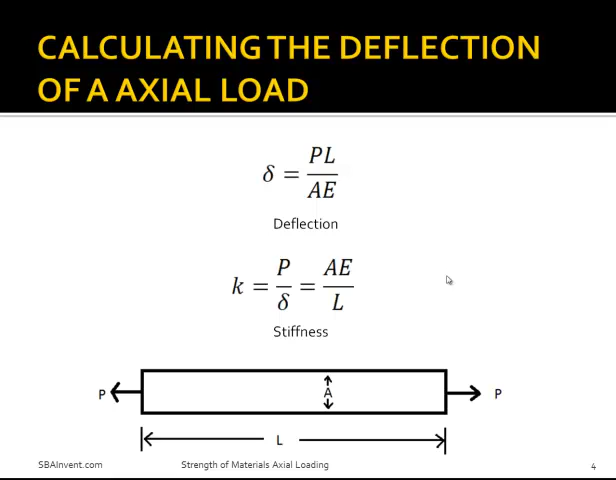 CALCULATING THE DEFLECTION
OF A AXIAL LOAD
δ = PL/AE
Deflection
k = P/δ = AE/L
Stiffness
P A P
L
SBAInvent.com Strength of Materials Axial Loading 4